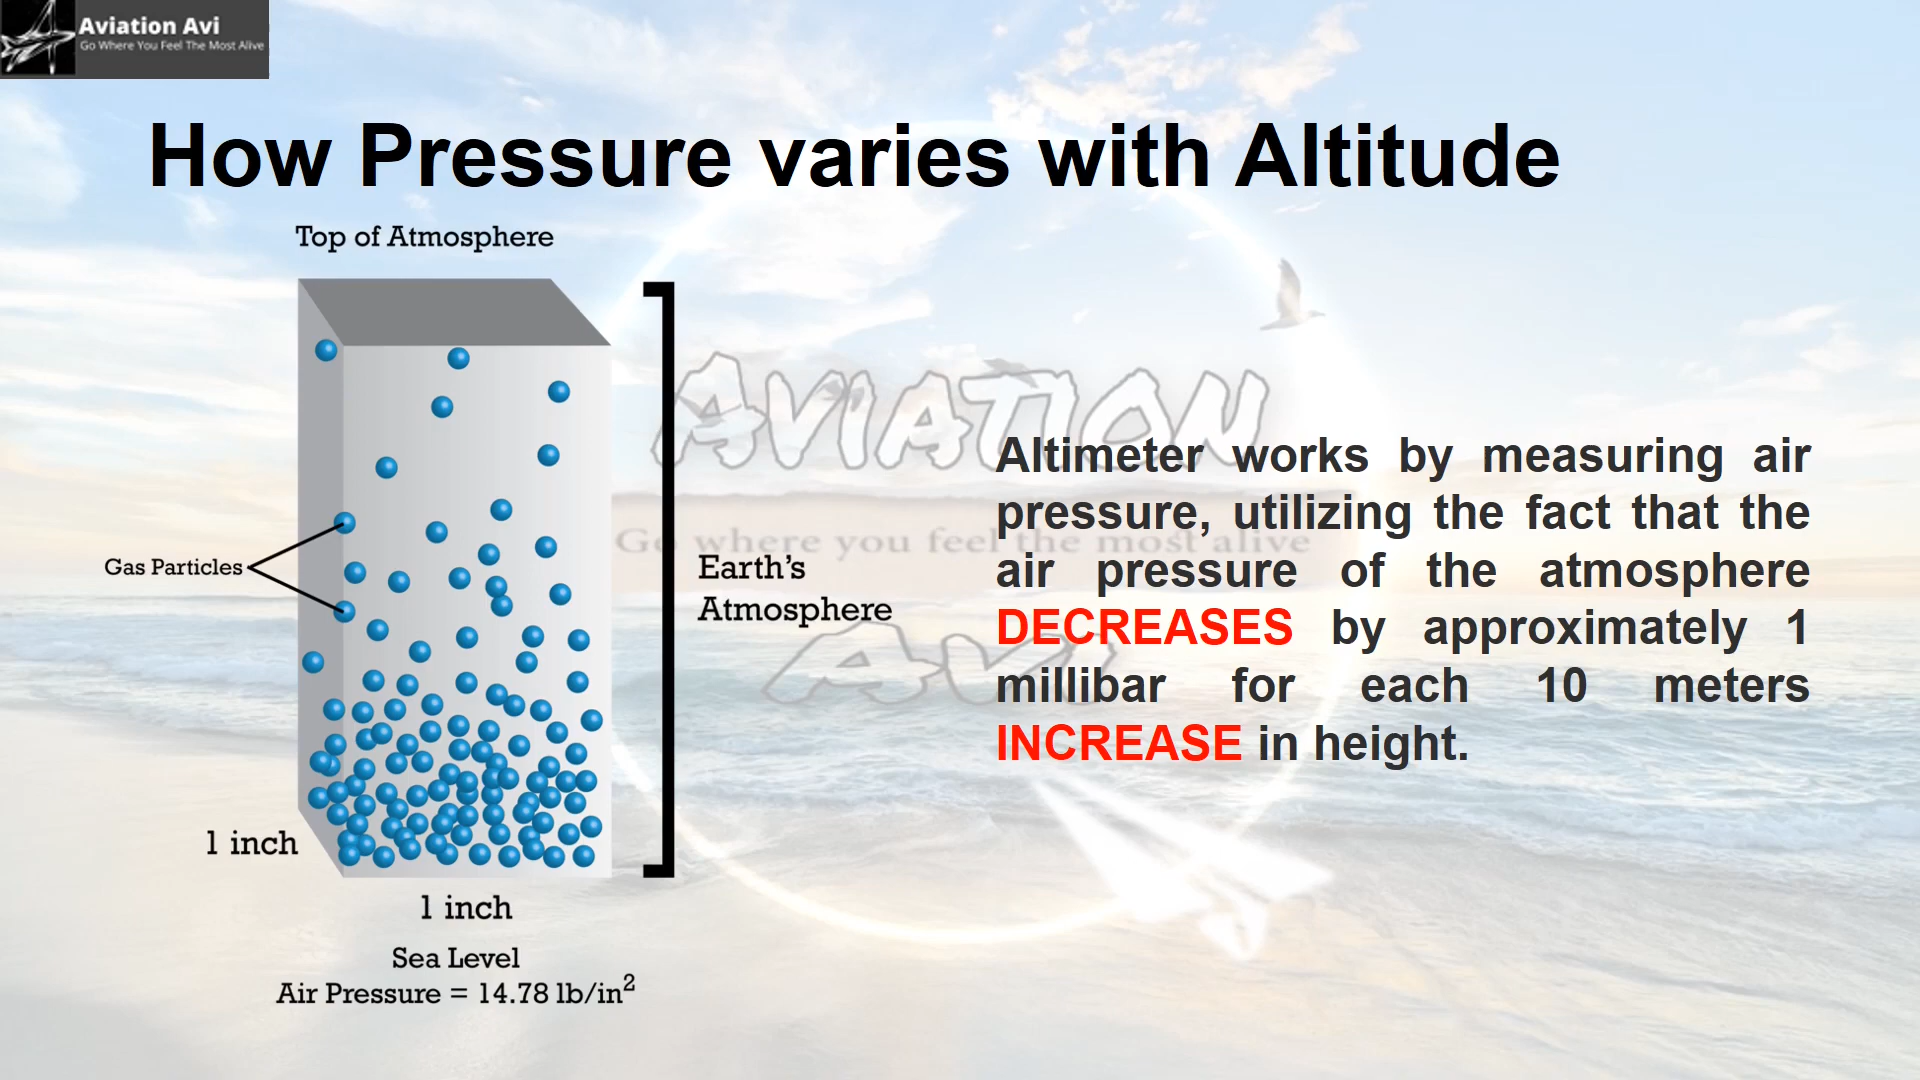 Aviation Avi
Go Where You Feel The Most Alive
How Pressure varies with Altitude
Top of Atmosphere
Gas Particles
Earth's
Atmosphere
1 inch
1 inch
Sea Level
Air Pressure = 14.78 lb/in²
AVIATION
Go where you feel the most alive
AVI
Altimeter works by measuring air
pressure, utilizing the fact that the
air pressure of the atmosphere
DECREASES by approximately 1
millibar for each 10 meters
INCREASE in height.